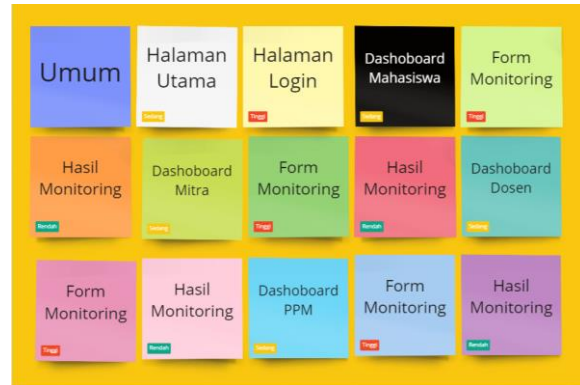 Umum
Halaman
Utama
Sedang
Halaman
Login
Tinggi
Dashoboard
Mahasiswa
Sedang
Form
Monitoring
Tinggi
Hasil
Monitoring
Rendah
Dashoboard
Mitra
Sedang
Form
Monitoring
Tinggi
Hasil
Monitoring
Rendah
Dashoboard
Dosen
Sedang
Form
Monitoring
Tinggi
Hasil
Monitoring
Rendah
Dashoboard
PPM
Sedang
Form
Monitoring
Tinggi
Hasil
Monitoring
Rendah